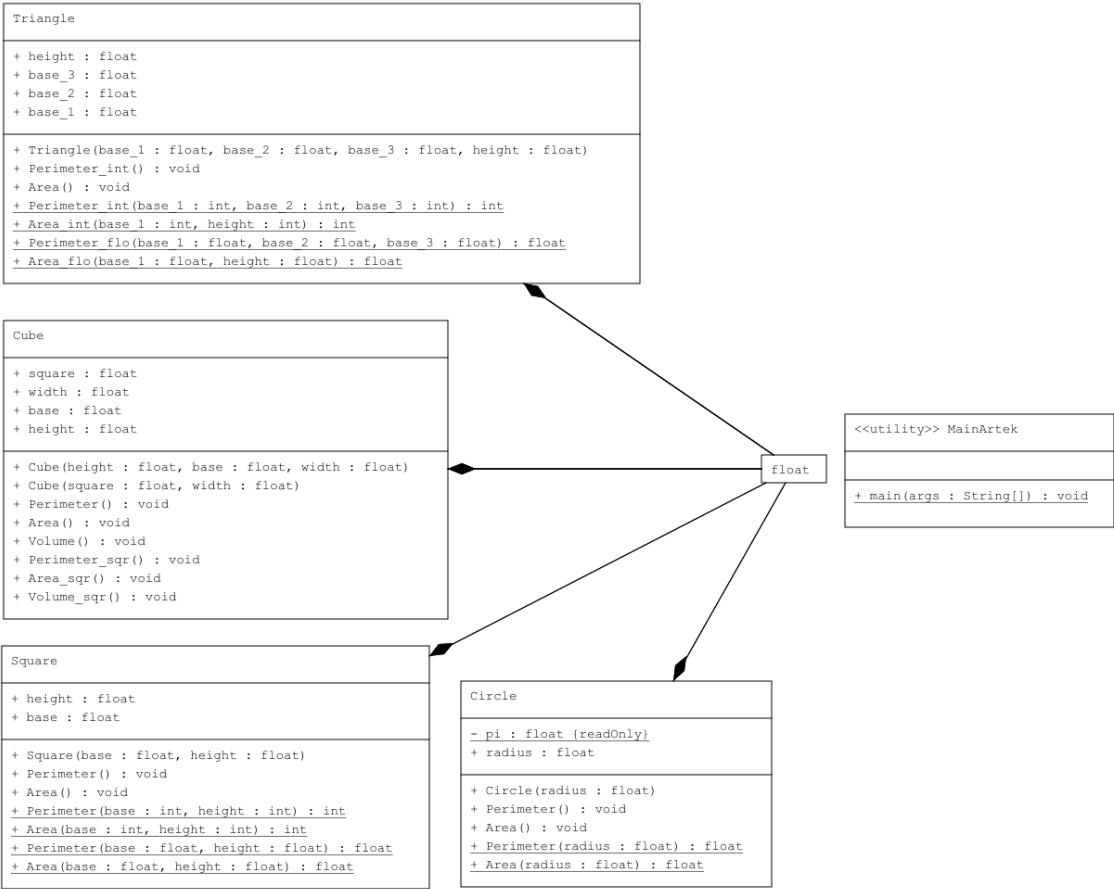 Triangle
+ height : float
+ base_3 : float
+ base_2 : float
+ base_1 : float
+ Triangle(base_1 : float, base_2 : float, base_3 : float, height : float)
+ Perimeter_int() : void
+ Area() : void
+ Perimeter_int(base_1 : int, base_2 : int, base_3 : int) : int
+ Area_int(base_1 : int, height : int) : int
+ Perimeter_flo(base_1 : float, base_2 : float, base_3 : float) : float
+ Area_flo(base_1 : float, height : float) : float
Cube
+ square : float
+ width : float
+ base : float
+ height : float
+ Cube(height : float, base : float, width : float)
+ Cube(square : float, width : float)
+ Perimeter() : void
+ Area() : void
+ Volume() : void
+ Perimeter_sqr() : void
+ Area_sqr() : void
+ Volume_sqr() : void
float
<<utility>> MainArtek
+ main(args : String[]) : void
Square
+ height : float
+ base : float
+ Square(base : float, height : float)
+ Perimeter() : void
+ Area() : void
+ Perimeter(base : int, height : int) : int
+ Area(base : int, height : int) : int
+ Perimeter(base : float, height : float) : float
+ Area(base : float, height : float) : float
Circle
- pi : float {readOnly}
+ radius : float
+ Circle(radius : float)
+ Perimeter() : void
+ Area() : void
+ Perimeter(radius : float) : float
+ Area(radius : float) : float